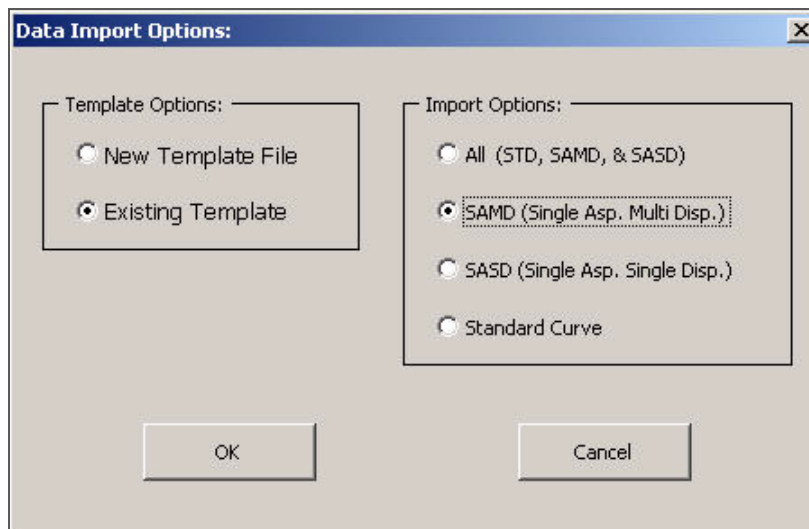 Data Import Options:
Template Options:
New Template File
Existing Template
Import Options:
All (STD, SAMD, & SASD)
SAMD (Single Asp. Multi Disp.)
SASD (Single Asp. Single Disp.)
Standard Curve
OK
Cancel